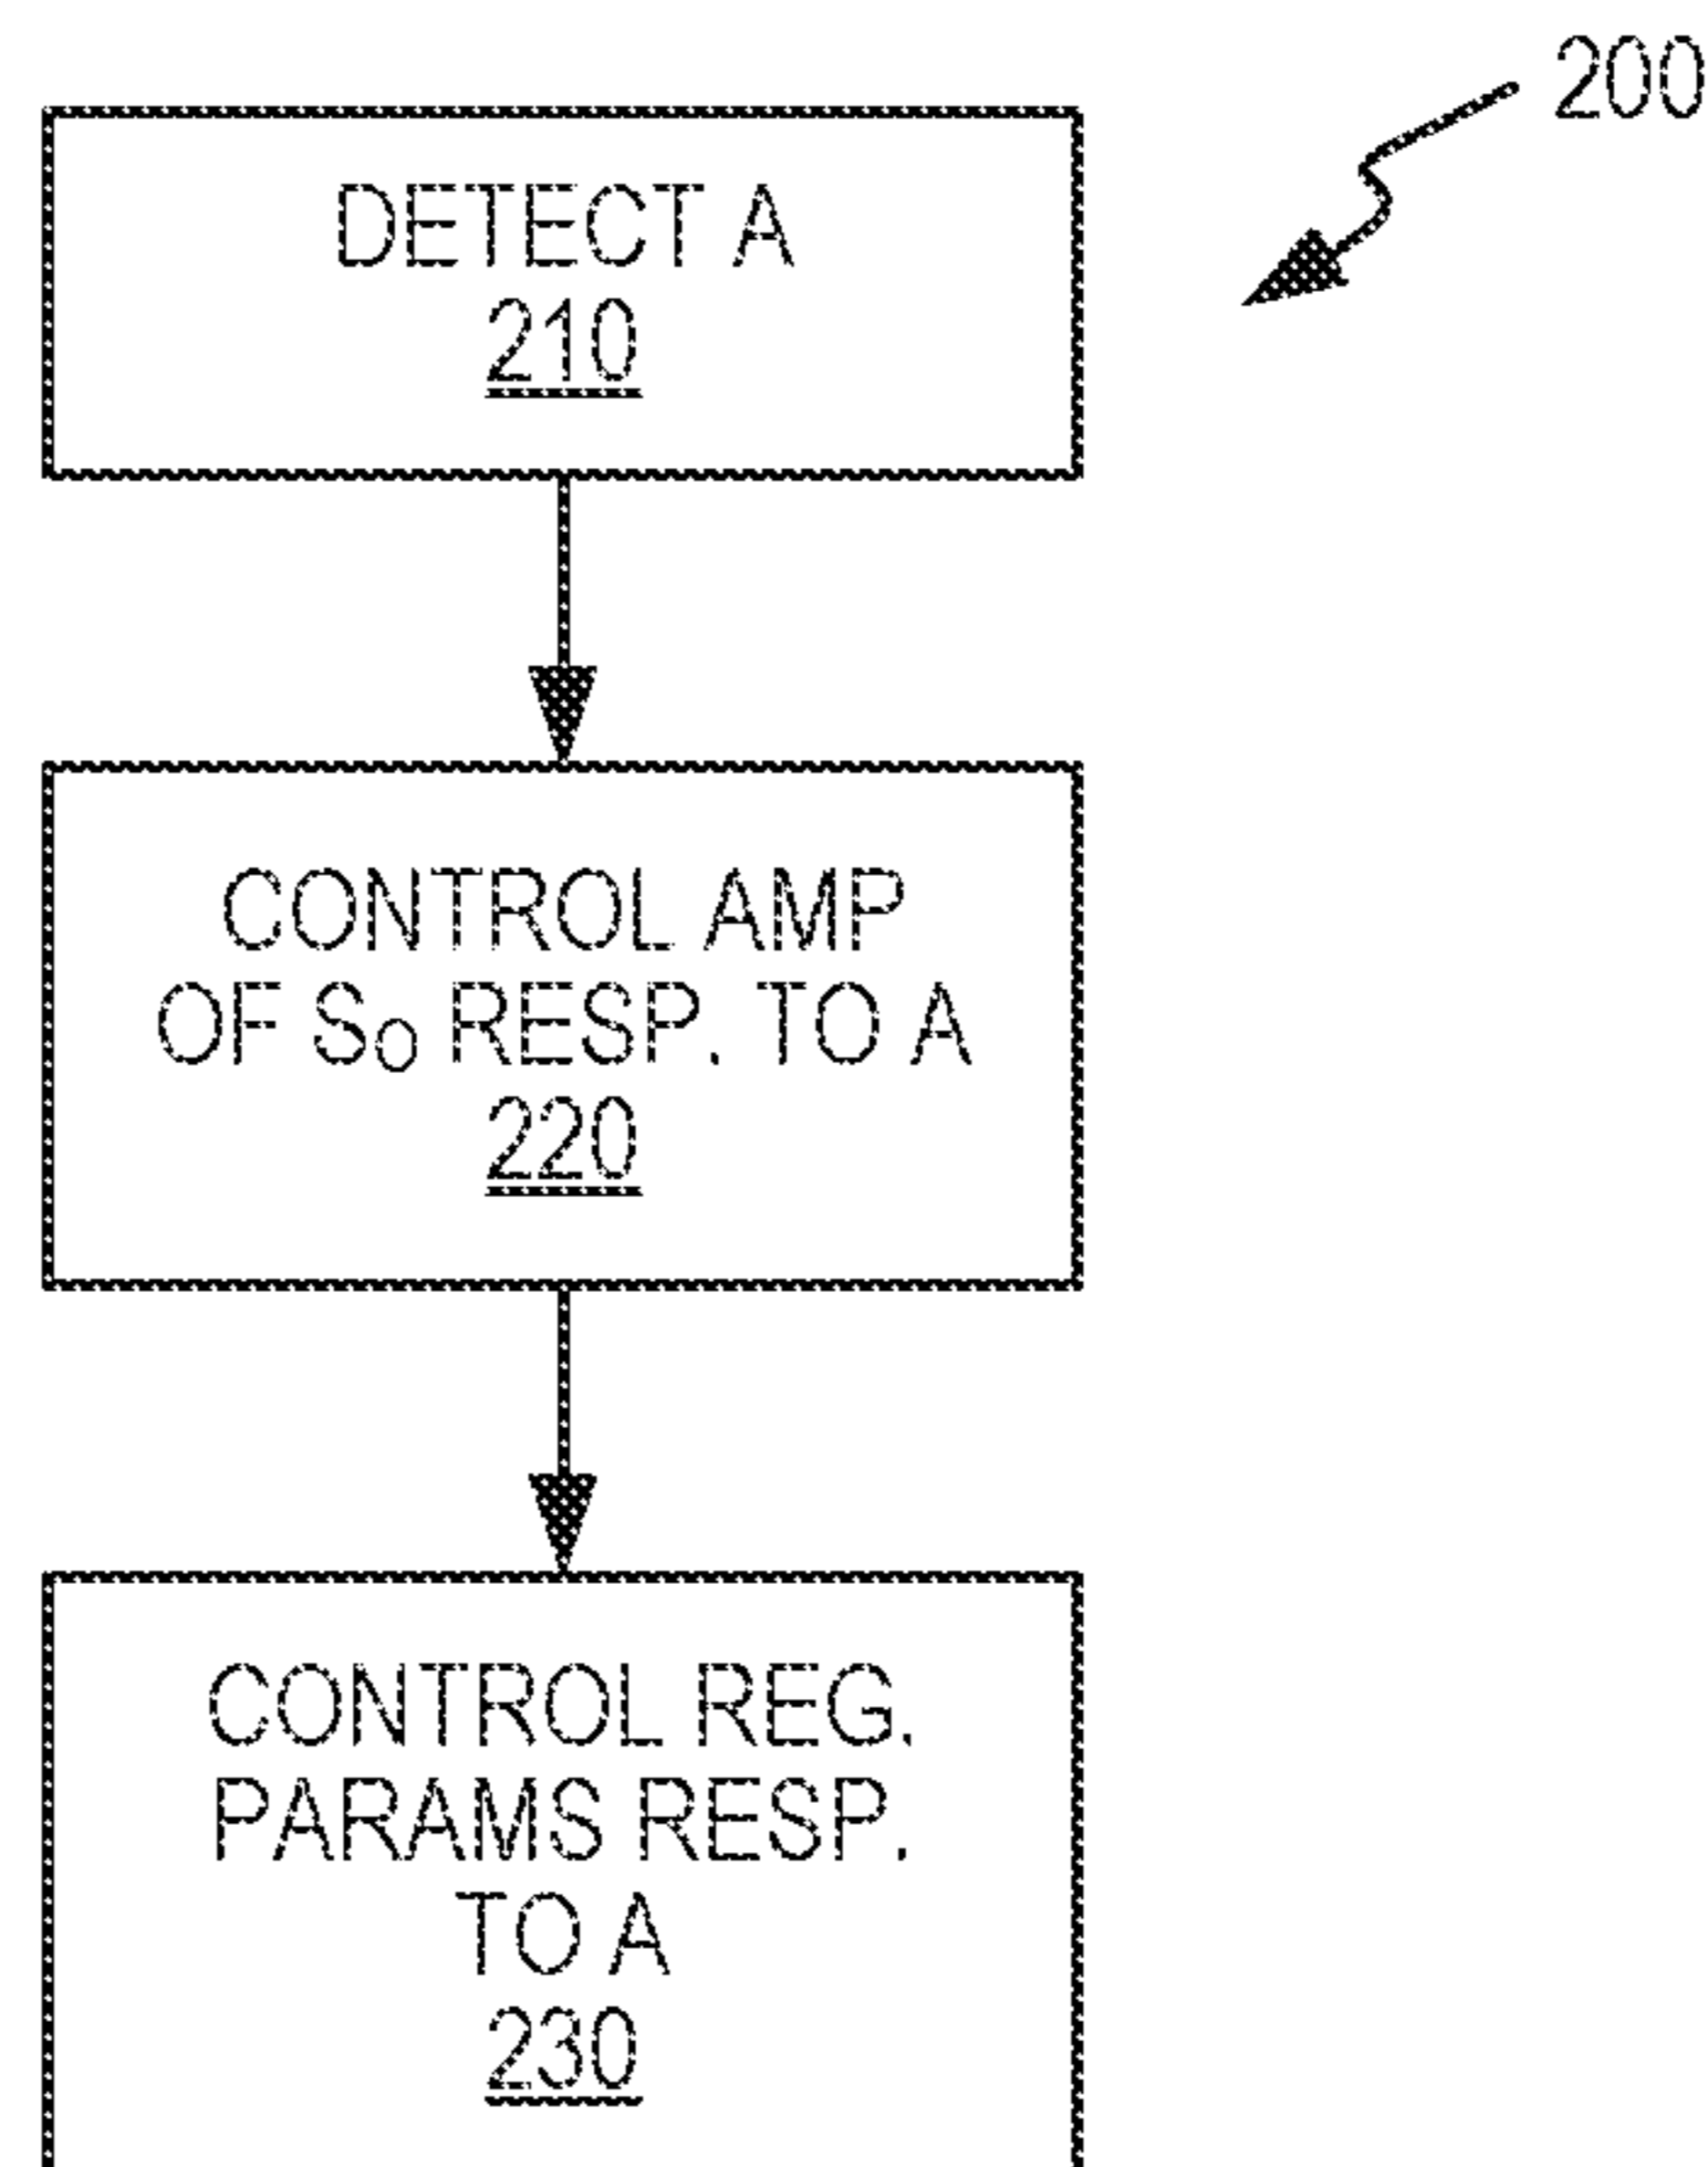 200
DETECT A
210
CONTROL AMP
OF S₀ RESP. TO A
220
CONTROL REG.
PARAMS RESP.
TO A
230